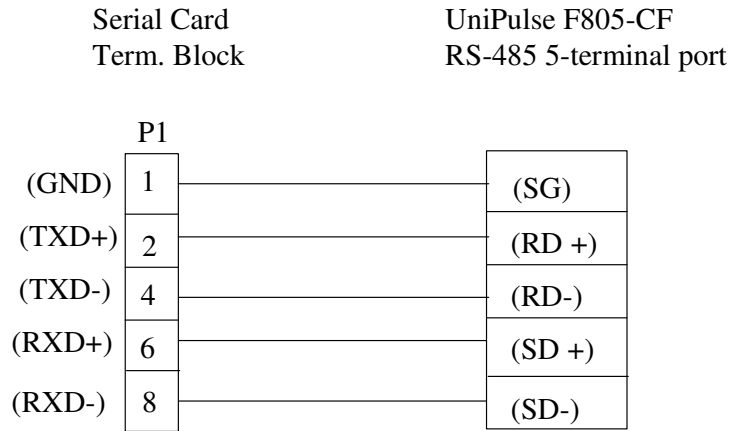 Serial Card UniPulse F805-CF
Term. Block RS-485 5-terminal port
P1
(GND) 1 (SG)
(TXD+) 2 (RD +)
(TXD-) 4 (RD-)
(RXD+) 6 (SD +)
(RXD-) 8 (SD-)